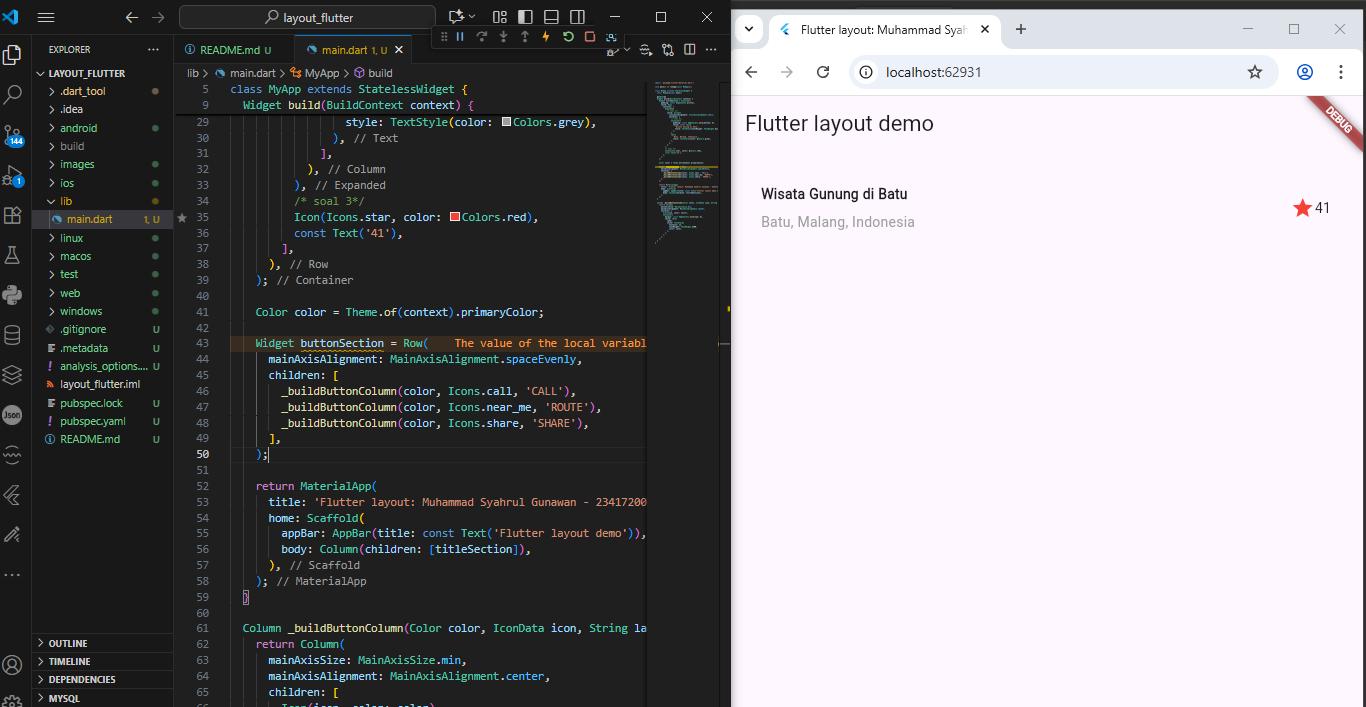 layout_flutter
EXPLORER
LAYOUT_FLUTTER
.dart_tool
.idea
android
build
images
ios
lib
main.dart 1, U
linux
macos
test
web
windows
.gitignore U
.metadata U
analysis_options.... U
layout_flutter.iml
pubspec.lock U
pubspec.yaml U
README.md U
OUTLINE
TIMELINE
DEPENDENCIES
MYSQL
144
1
Json
README.md U
main.dart 1, U
lib > main.dart > MyApp > build
5 class MyApp extends StatelessWidget {
9 Widget build(BuildContext context) {
29 style: TextStyle(color: Colors.grey),
30 ), // Text
31 ],
32 ), // Column
33 ), // Expanded
34 /* soal 3*/
35 Icon(Icons.star, color: Colors.red),
36 const Text('41'),
37 ],
38 ), // Row
39 ); // Container
40
41 Color color = Theme.of(context).primaryColor;
42
43 Widget buttonSection = Row( The value of the local variabl
44 mainAxisAlignment: MainAxisAlignment.spaceEvenly,
45 children: [
46 _buildButtonColumn(color, Icons.call, 'CALL'),
47 _buildButtonColumn(color, Icons.near_me, 'ROUTE'),
48 _buildButtonColumn(color, Icons.share, 'SHARE'),
49 ],
50 );
51
52 return MaterialApp(
53 title: 'Flutter layout: Muhammad Syahrul Gunawan - 23417200
54 home: Scaffold(
55 appBar: AppBar(title: const Text('Flutter layout demo')),
56 body: Column(children: [titleSection]),
57 ), // Scaffold
58 ); // MaterialApp
59 }
60
61 Column _buildButtonColumn(Color color, IconData icon, String la
62 return Column(
63 mainAxisSize: MainAxisSize.min,
64 mainAxisAlignment: MainAxisAlignment.center,
65 children: [
Flutter layout: Muhammad Syah
localhost:62931
DEBUG
Flutter layout demo
Wisata Gunung di Batu
Batu, Malang, Indonesia
41